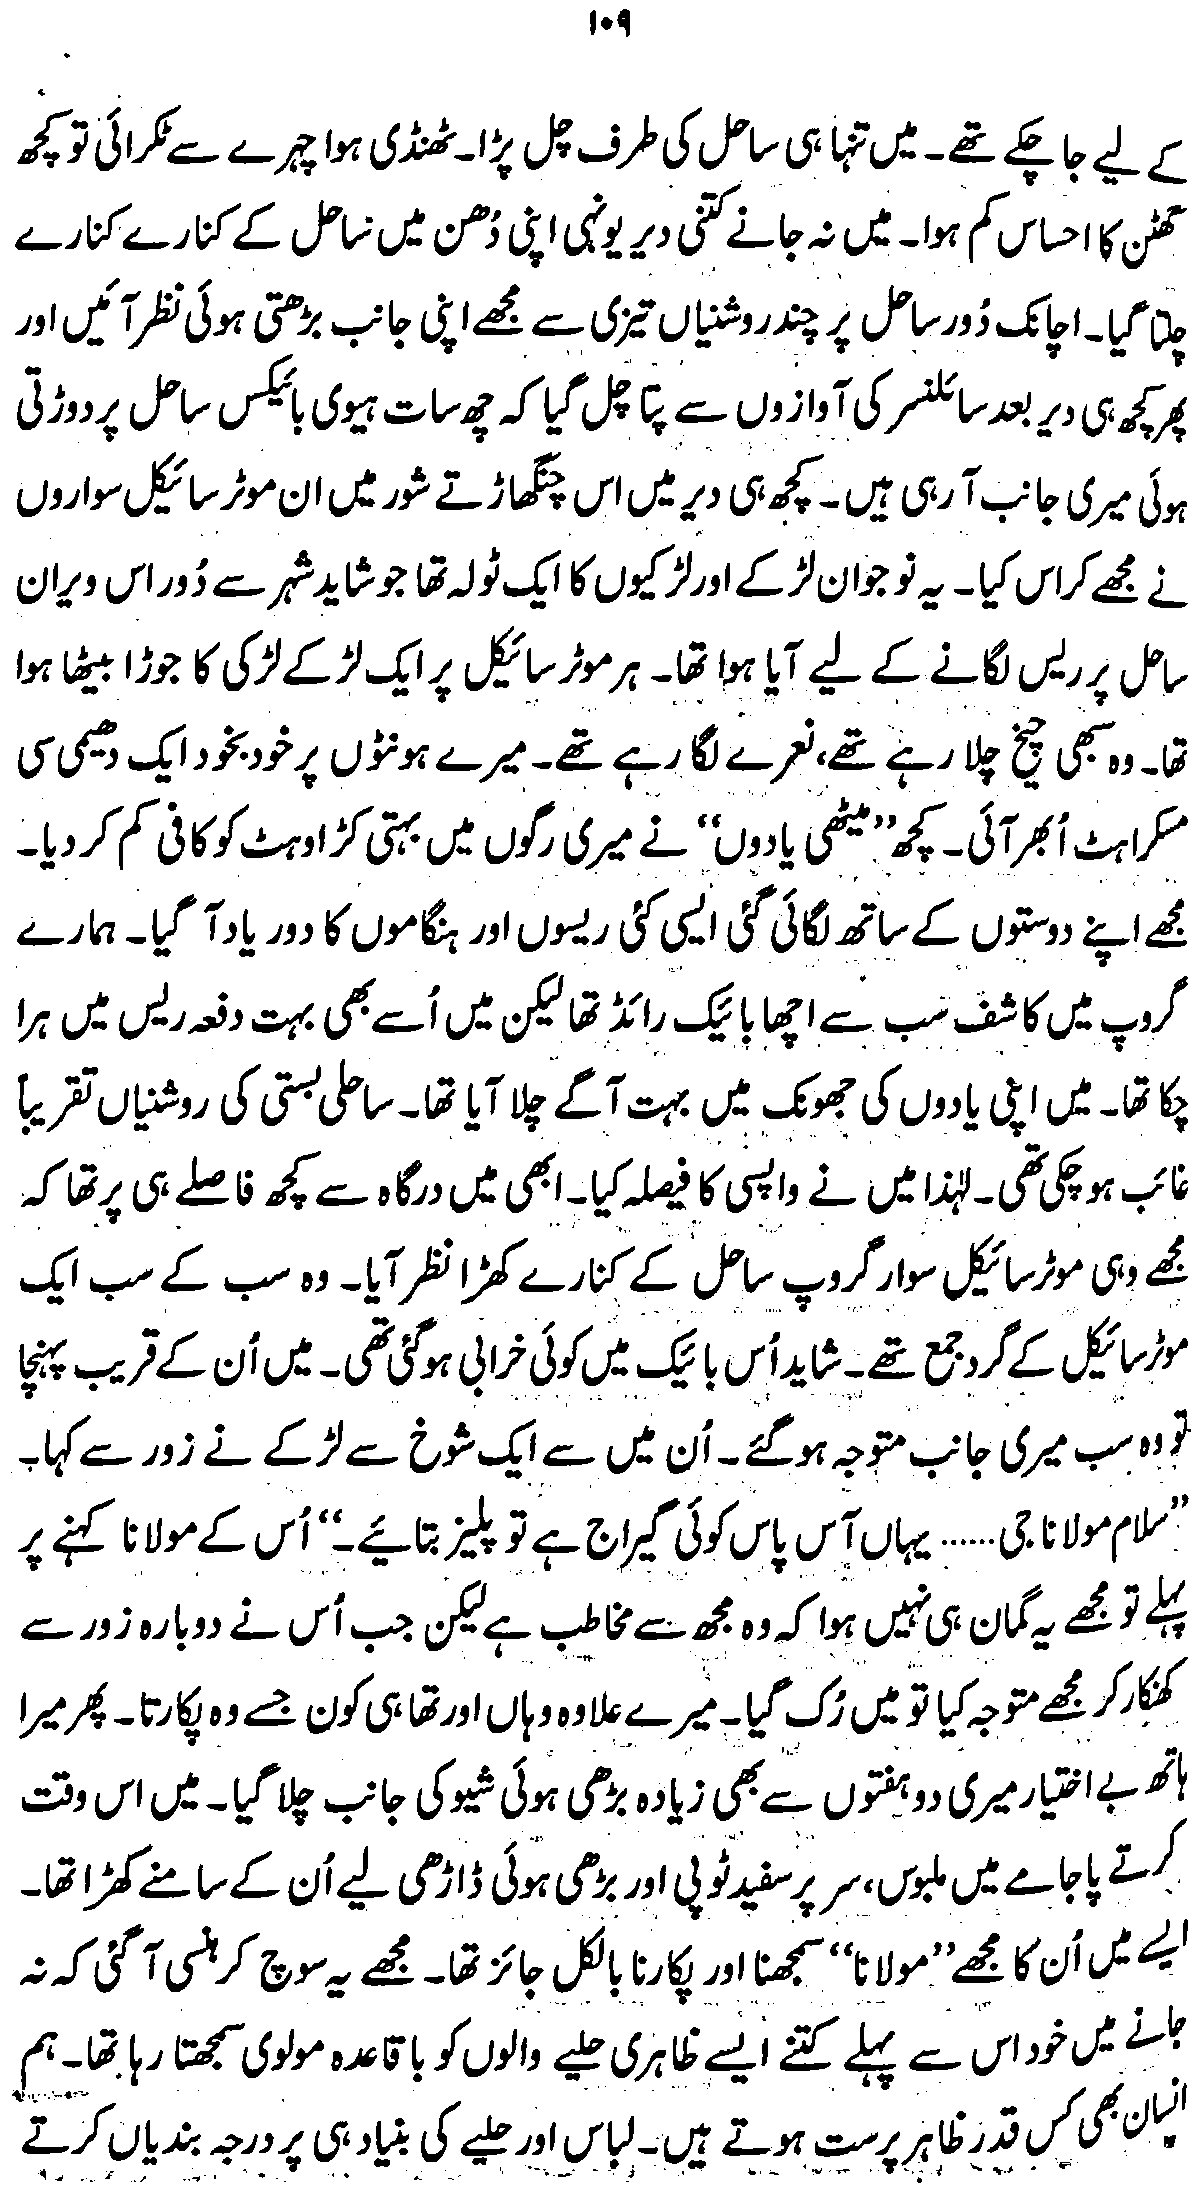 ۱۰۹
کے لیے جا چکے تھے۔ میں تنہا ہی ساحل کی طرف چل پڑا۔ ٹھنڈی ہوا چہرے سے ٹکرائی تو کچھ
گھٹن کا احساس کم ہوا۔ میں نہ جانے کتنی دیر یونہی اپنی دُھن میں ساحل کے کنارے کنارے
چلتا گیا۔ اچانک دُور ساحل پر چند روشنیاں تیزی سے مجھے اپنی جانب بڑھتی ہوئی نظر آئیں اور
پھر کچھ ہی دیر بعد سائلنسر کی آوازوں سے پتا چل گیا کہ چھ سات ہیوی بائیکس ساحل پر دوڑتی
ہوئی میری جانب آ رہی ہیں۔ کچھ ہی دیر میں اس چنگھاڑتے شور میں ان موٹر سائیکل سواروں
نے مجھے کراس کیا۔ یہ نوجوان لڑکے اور لڑکیوں کا ایک ٹولہ تھا جو شاید شہر سے دُور اس ویران
ساحل پر ریس لگانے کے لیے آیا ہوا تھا۔ ہر موٹر سائیکل پر ایک لڑکے لڑکی کا جوڑا بیٹھا ہوا
تھا۔ وہ سبھی چیخ چلا رہے تھے، نعرے لگا رہے تھے۔ میرے ہونٹوں پر خود بخود ایک دھیمی سی
مسکراہٹ اُبھر آئی۔ کچھ ”میٹھی یادوں“ نے میری رگوں میں بہتی کڑاوہٹ کو کافی کم کر دیا۔
مجھے اپنے دوستوں کے ساتھ لگائی گئی ایسی کئی ریسوں اور ہنگاموں کا دور یاد آ گیا۔ ہمارے
گروپ میں کاشف سب سے اچھا بائیک رائڈ تھا لیکن میں اُسے بھی بہت دفعہ ریس میں ہرا
چکا تھا۔ میں اپنی یادوں کی جھونک میں بہت آگے چلا آیا تھا۔ ساحلی بستی کی روشنیاں تقریباً
غائب ہو چکی تھی۔ لہٰذا میں نے واپسی کا فیصلہ کیا۔ ابھی میں درگاہ سے کچھ فاصلے ہی پر تھا کہ
مجھے وہی موٹر سائیکل سوار گروپ ساحل کے کنارے کھڑا نظر آیا۔ وہ سب کے سب ایک
موٹر سائیکل کے گرد جمع تھے۔ شاید اُس بائیک میں کوئی خرابی ہو گئی تھی۔ میں اُن کے قریب پہنچا
تو وہ سب میری جانب متوجہ ہو گئے۔ اُن میں سے ایک شوخ سے لڑکے نے زور سے کہا۔
”سلام مولانا جی...... یہاں آس پاس کوئی گیراج ہے تو پلیز بتائیے۔“ اُس کے مولانا کہنے پر
پہلے تو مجھے یہ گمان ہی نہیں ہوا کہ وہ مجھ سے مخاطب ہے لیکن جب اُس نے دوبارہ زور سے
کھنکار کر مجھے متوجہ کیا تو میں رُک گیا۔ میرے علاوہ وہاں اور تھا ہی کون جسے وہ پکارتا۔ پھر میرا
ہاتھ بے اختیار میری دو ہفتوں سے بھی زیادہ بڑھی ہوئی شیو کی جانب چلا گیا۔ میں اس وقت
کرتے پاجامے میں ملبوس، سر پر سفید ٹوپی اور بڑھی ہوئی ڈاڑھی لیے اُن کے سامنے کھڑا تھا۔
ایسے میں اُن کا مجھے ”مولانا“ سمجھنا اور پکارنا بالکل جائز تھا۔ مجھے یہ سوچ کر ہنسی آ گئی کہ نہ
جانے میں خود اس سے پہلے کتنے ایسے ظاہری حلیے والوں کو باقاعدہ مولوی سمجھتا رہا تھا۔ ہم
انسان بھی کس قدر ظاہر پرست ہوتے ہیں۔ لباس اور حلیے کی بنیاد ہی پر درجہ بندیاں کرتے